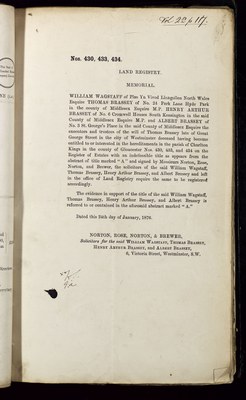 Vol. 22 p 117.
Nos. 430, 433, 434.
LAND REGISTRY.
MEMORIAL.
WILLIAM WAGSTAFF of Plas Ya Vivod Llangollen North Wales
Esquire THOMAS BRASSEY of No. 24 Park Lane Hyde Park
in the county of Middlesex Esquire M.P. HENRY ARTHUR
BRASSEY of No. 6 Cromwell Houses South Kensington in the said
County of Middlesex Esquire M.P. and ALBERT BRASSEY of
No. 3 St. George's Place in the said County of Middlesex Esquire the
executors and trustees of the will of Thomas Brassey late of Great
George Street in the city of Westminster deceased having become
entitled to or interested in the hereditaments in the parish of Charlton
Kings in the county of Gloucester Nos. 430, 433, and 434 on the
Register of Estates with an indefeasible title as appears from the
abstract of title marked "A" and signed by Messieurs Norton, Rose,
Norton, and Brewer, the solicitors of the said William Wagstaff,
Thomas Brassey, Henry Arthur Brassey, and Albert Brassey and left
in the office of Land Registry require the same to be registered
accordingly.
The evidence in support of the title of the said William Wagstaff,
Thomas Brassey, Henry Arthur Brassey, and Albert Brassey is
referred to or contained in the aforesaid abstract marked "A."
Dated this 24th day of January, 1878.
NORTON, ROSE, NORTON, & BREWER,
Solicitors for the said WILLIAM WAGSTAFF, THOMAS BRASSEY,
HENRY ARTHUR BRASSEY, and ALBERT BRASSEY,
6, Victoria Street, Westminster, S.W.